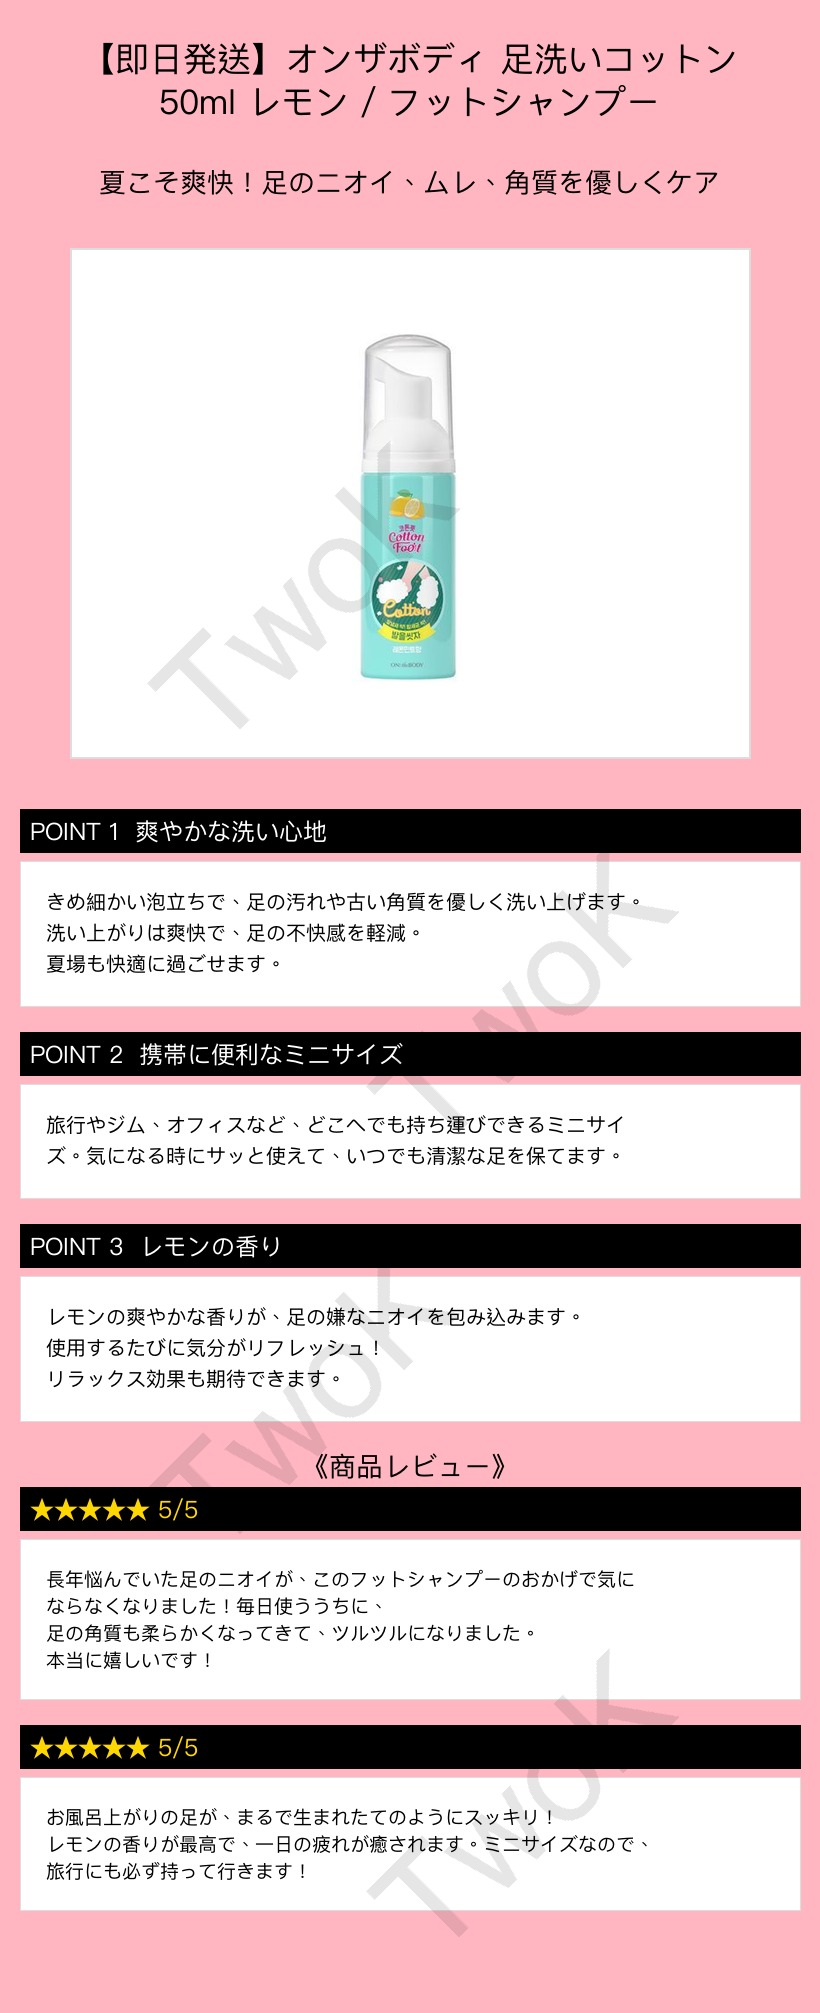 【即日発送】オンザボディ 足洗いコットン
50ml レモン / フットシャンプー
夏こそ爽快！足のニオイ、ムレ、角質を優しくケア
코튼풋
Cotton
Foot
Cotton
발을씻자
레몬민트향
ON: the BODY
TwoK
POINT 1 爽やかな洗い心地
きめ細かい泡立ちで、足の汚れや古い角質を優しく洗い上げます。
洗い上がりは爽快で、足の不快感を軽減。
夏場も快適に過ごせます。
TwoK
POINT 2 携帯に便利なミニサイズ
旅行やジム、オフィスなど、どこへでも持ち運びできるミニサイ
ズ。気になる時にサッと使えて、いつでも清潔な足を保てます。
POINT 3 レモンの香り
レモンの爽やかな香りが、足の嫌なニオイを包み込みます。
使用するたびに気分がリフレッシュ！
リラックス効果も期待できます。
TwoK
《商品レビュー》
★★★★★ 5/5
長年悩んでいた足のニオイが、このフットシャンプーのおかげで気に
ならなくなりました！毎日使ううちに、
足の角質も柔らかくなってきて、ツルツルになりました。
本当に嬉しいです！
★★★★★ 5/5
お風呂上がりの足が、まるで生まれたてのようにスッキリ！
レモンの香りが最高で、一日の疲れが癒されます。ミニサイズなので、
旅行にも必ず持って行きます！
TwoK